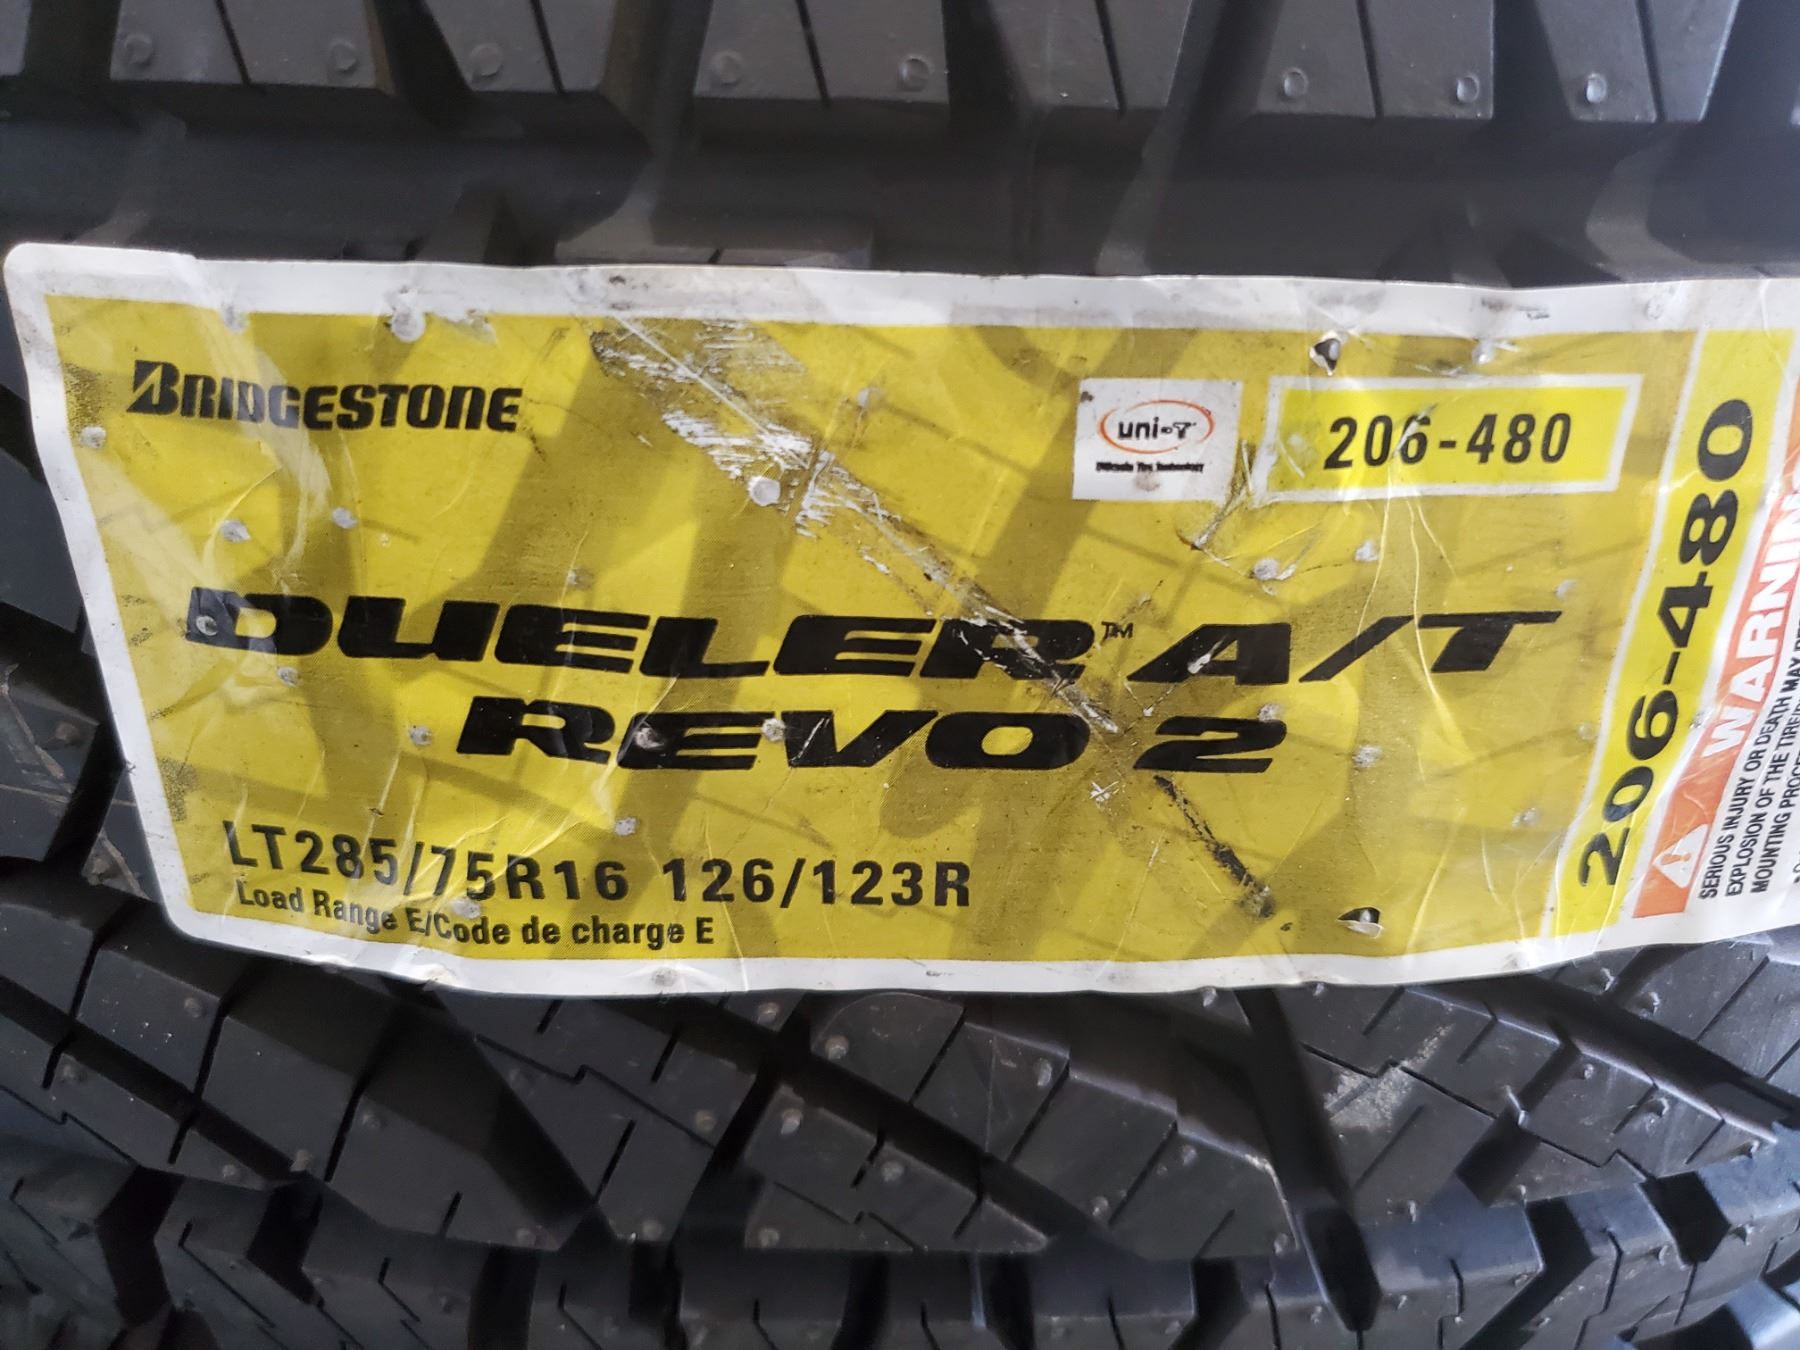 BRIDGESTONE
uni-T
206-480
DUELER™ A/T
REVO 2
LT285/75R16 126/123R
Load Range E/Code de charge E
206-480
WARNING
SERIOUS INJURY OR DEATH MAY
EXPLOSION OF THE TIRE
MOUNTING